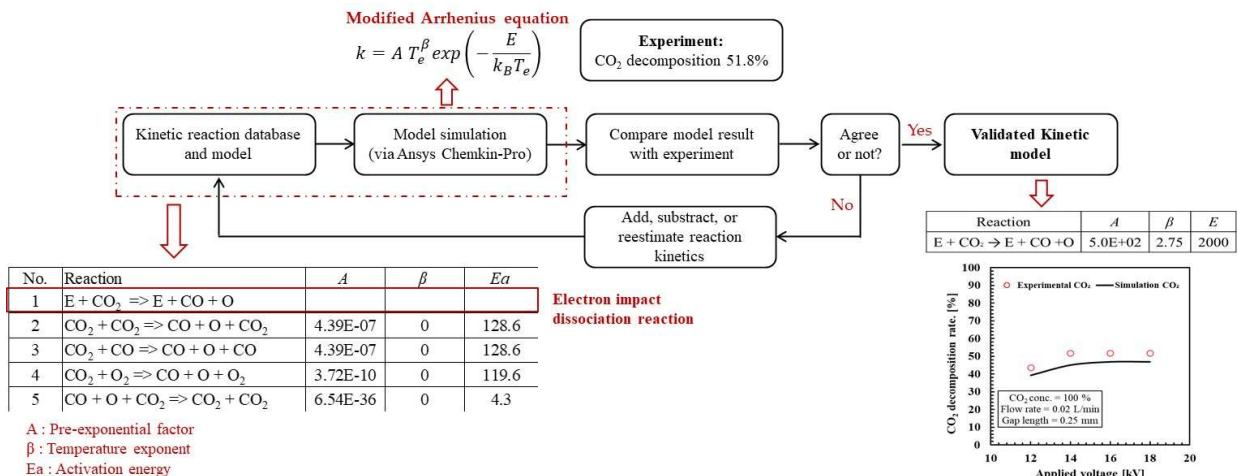 Modified Arrhenius equation
k = A T_e^β exp(−E/(k_B T_e))
Experiment:
CO₂ decomposition 51.8%
Kinetic reaction database
and model
Model simulation
(via Ansys Chemkin-Pro)
Compare model result
with experiment
Agree
or not?
Yes
Validated Kinetic
model
No
Add, substract, or
reestimate reaction
kinetics
Reaction A β E
E + CO₂ → E + CO +O 5.0E+02 2.75 2000
No. Reaction A β Ea
1 E + CO₂ => E + CO + O
2 CO₂ + CO₂ => CO + O + CO₂ 4.39E-07 0 128.6
3 CO₂ + CO => CO + O + CO 4.39E-07 0 128.6
4 CO₂ + O₂ => CO + O + O₂ 3.72E-10 0 119.6
5 CO + O + CO₂ => CO₂ + CO₂ 6.54E-36 0 4.3
Electron impact
dissociation reaction
A : Pre-exponential factor
β : Temperature exponent
Ea : Activation energy
CO₂ decomposition rate. [%]
100
90
80
70
60
50
40
30
20
10
0
Experimental CO₂ Simulation CO₂
CO₂ conc. = 100 %
Flow rate = 0.02 L/min
Gap length = 0.25 mm
10 12 14 16 18 20
Applied voltage [kV]